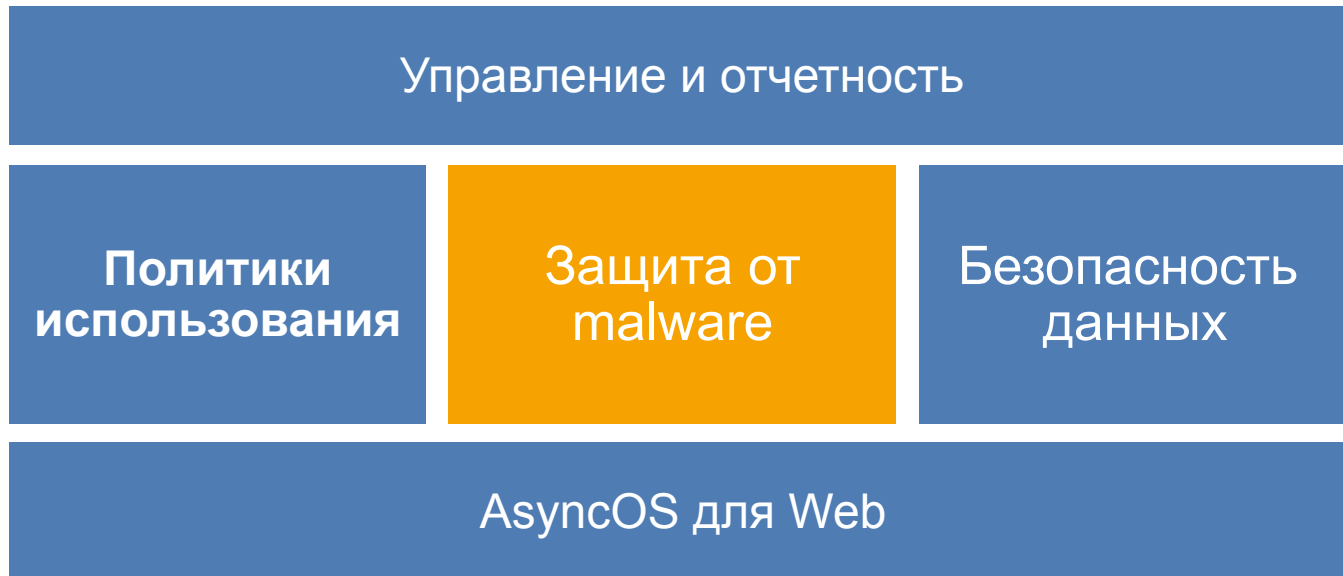 Управление и отчетность
Политики
использования
Защита от
malware
Безопасность
данных
AsyncOS для Web